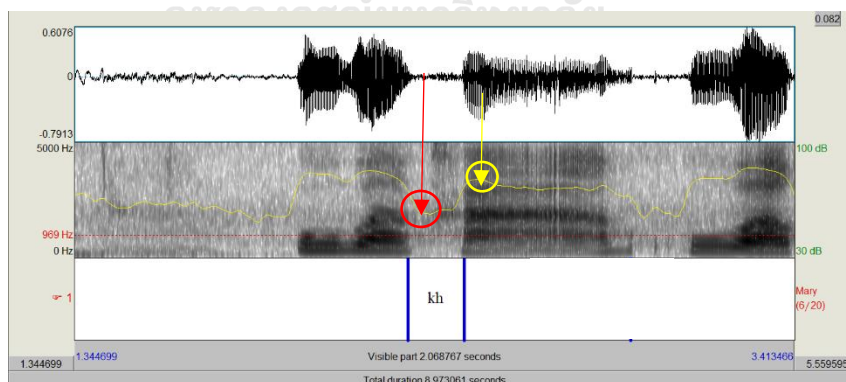 0.082
0.6076
0
-0.7913
5000 Hz
100 dB
969 Hz
0 Hz
30 dB
☞ 1
kh
Mary
(6/20)
1.344699
Visible part 2.068767 seconds
3.413466
1.344699
5.559595
Total duration 8.973061 seconds